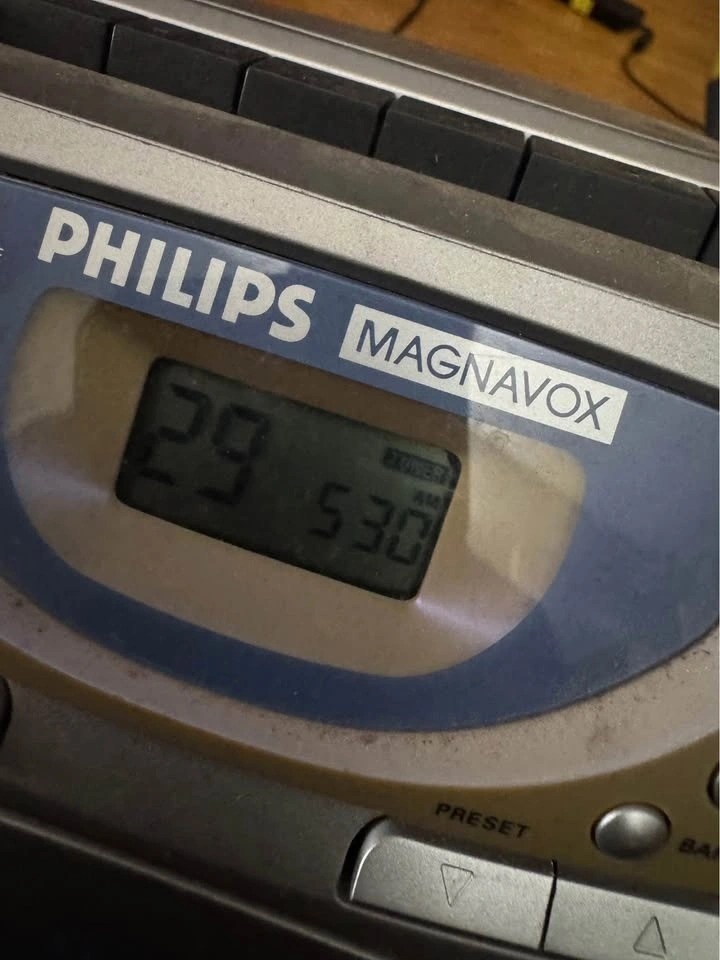 PHILIPS
MAGNAVOX
29
TUNER
AM
530
PRESET